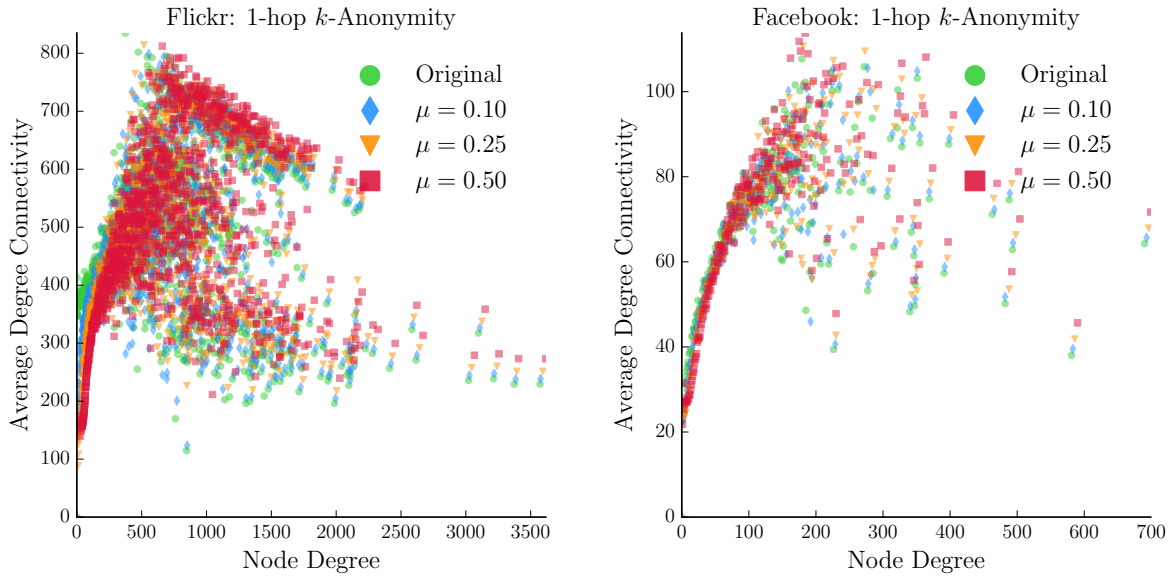 Flickr: 1-hop k-Anonymity
Average Degree Connectivity
800
700
600
500
400
300
200
100
0
0 500 1000 1500 2000 2500 3000 3500
Node Degree
Original
μ = 0.10
μ = 0.25
μ = 0.50
Facebook: 1-hop k-Anonymity
Average Degree Connectivity
100
80
60
40
20
0
0 100 200 300 400 500 600 700
Node Degree
Original
μ = 0.10
μ = 0.25
μ = 0.50